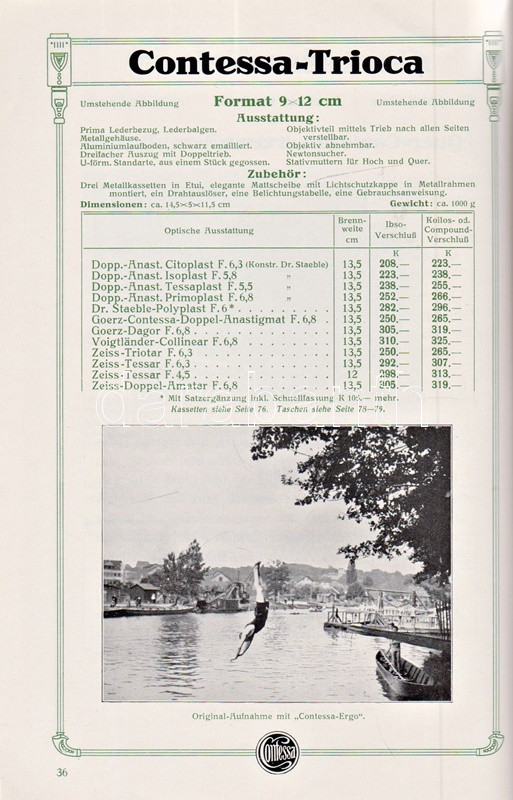 Contessa-Trioca
Umstehende Abbildung Format 9×12 cm Umstehende Abbildung
Ausstattung:
Prima Lederbezug, Lederbalgen.
Metallgehäuse.
Aluminiumlaufboden, schwarz emailliert.
Dreifacher Auszug mit Doppeltrieb.
U-förm. Standarte, aus einem Stück gegossen.
Objektivteil mittels Trieb nach allen Seiten
verstellbar.
Objektiv abnehmbar.
Newtonsucher.
Stativmuttern für Hoch und Quer.
Zubehör:
Drei Metallkassetten in Etui, elegante Mattscheibe mit Lichtschutzkappe in Metallrahmen
montiert, ein Drahtauslöser, eine Belichtungstabelle, eine Gebrauchsanweisung.
Dimensionen: ca. 14,5×5×11,5 cm Gewicht: ca. 1000 g
Optische Ausstattung Brenn-weite cm Ibso-Verschluß Koilos- od. Compound-Verschluß
K K
Dopp.-Anast. Citoplast F. 6,3 (Konstr. Dr. Staeble) 13,5 208.— 223.—
Dopp.-Anast. Isoplast F. 5,8 „ 13,5 223.— 238.—
Dopp.-Anast. Tessaplast F. 5,5 „ 13,5 238.— 255.—
Dopp.-Anast. Primoplast F. 6,8 „ 13,5 252.— 266.—
Dr. Staeble-Polyplast F. 6* . . . . . . . . . 13,5 282.— 296.—
Goerz-Contessa-Doppel-Anastigmat F. 6,8 . 13,5 250.— 265.—
Goerz-Dagor F. 6,8 . . . . . . . . . . . . . 13,5 305.— 319.—
Voigtländer-Collinear F. 6,8 . . . . . . . . . 13,5 310.— 325.—
Zeiss-Triotar F. 6,3 . . . . . . . . . . . . . 13,5 250.— 265.—
Zeiss-Tessar F. 6,3 . . . . . . . . . . . . . 13,5 292.— 307.—
Zeiss-Tessar F. 4,5 . . . . . . . . . . . . . 12 298.— 313.—
Zeiss-Doppel-Amatar F. 6,8 . . . . . . . . . 13,5 305.— 319.—
* Mit Satzergänzung inkl. Schnellfassung K mehr.
Kassetten siehe Seite 76. Taschen siehe Seite 78—79.
Original-Aufnahme mit „Contessa-Ergo“.
Contessa
36